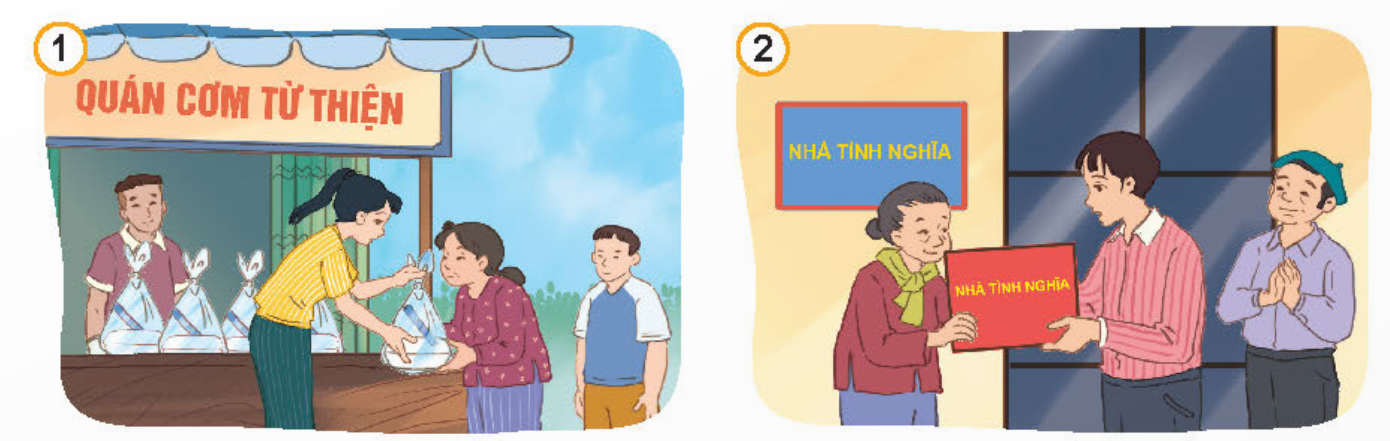 1
QUÁN CƠM TỪ THIỆN
2
NHÀ TÌNH NGHĨA
NHÀ TÌNH NGHĨA